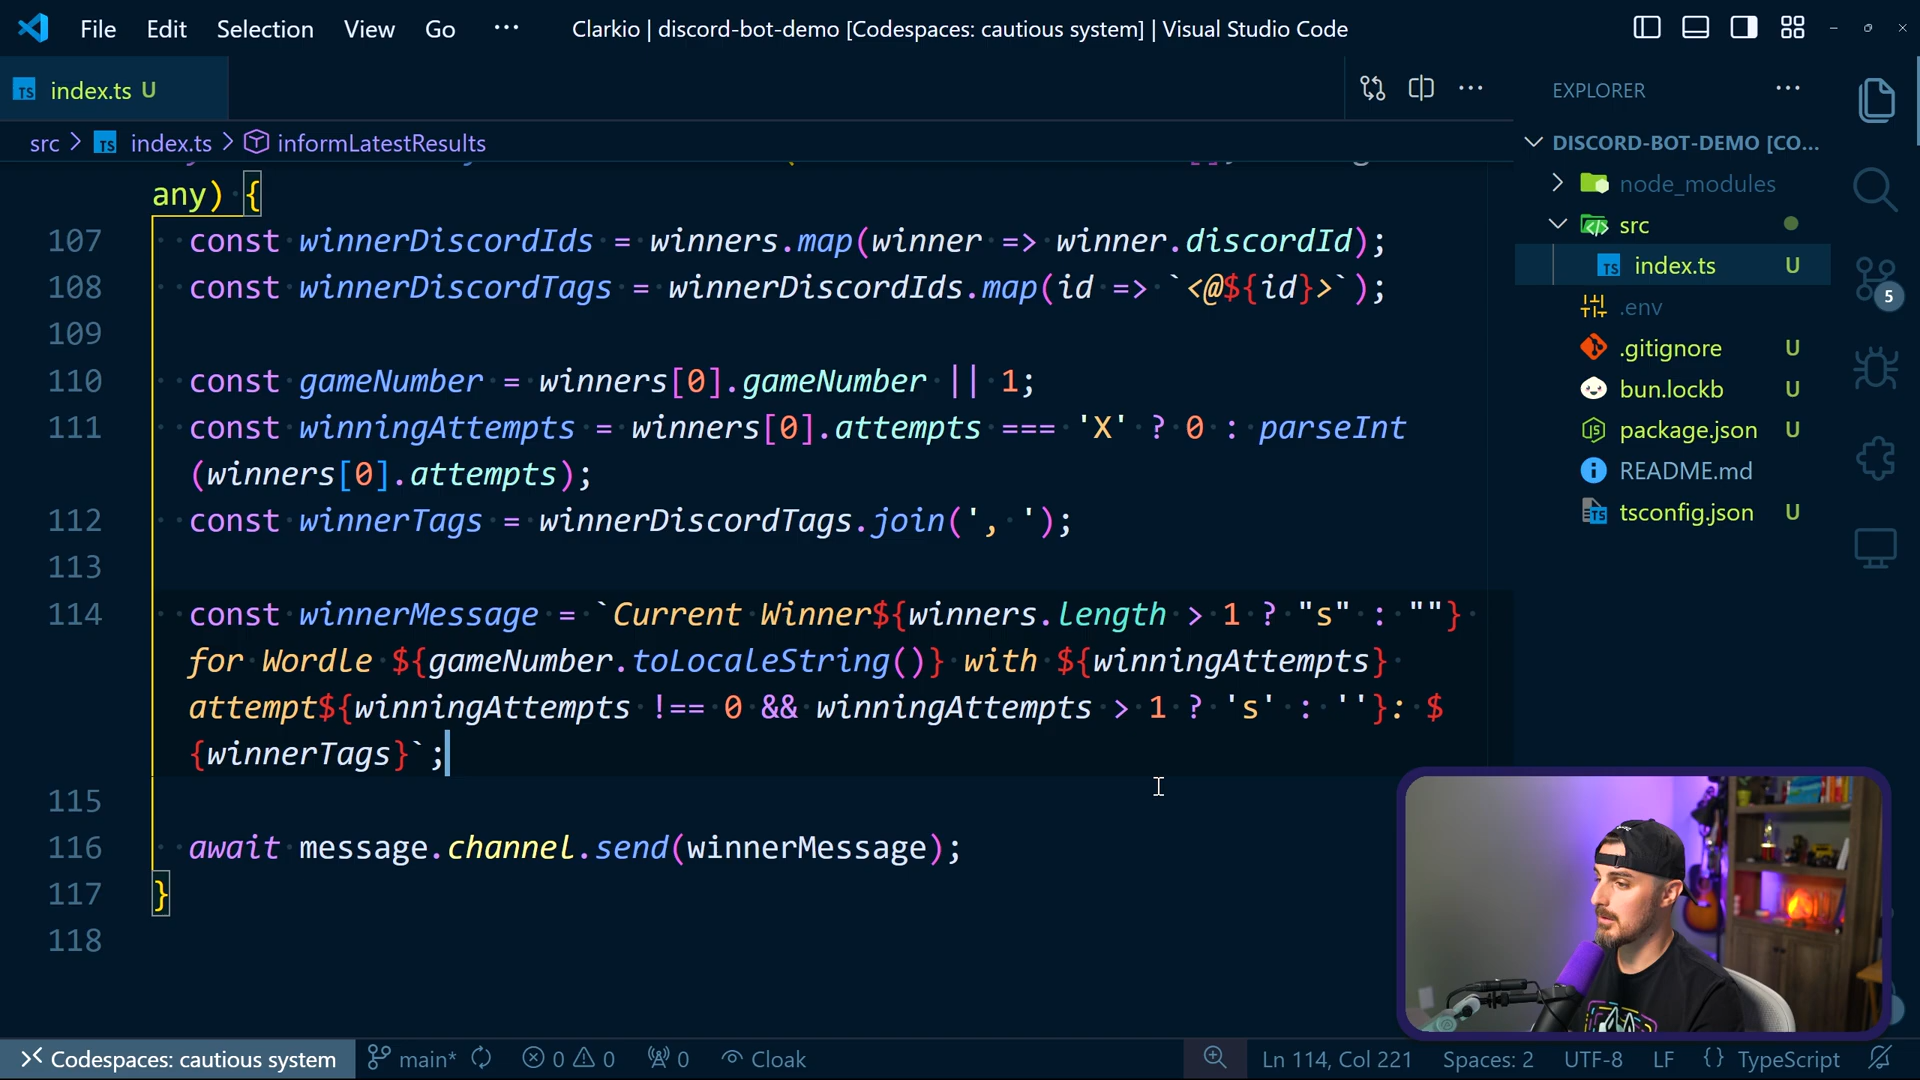 File Edit Selection View Go ··· Clarkio | discord-bot-demo [Codespaces: cautious system] | Visual Studio Code
index.ts U
EXPLORER
src > index.ts > informLatestResults
any) {
107 const winnerDiscordIds = winners.map(winner => winner.discordId);
108 const winnerDiscordTags = winnerDiscordIds.map(id => `<@${id}>`);
109
110 const gameNumber = winners[0].gameNumber || 1;
111 const winningAttempts = winners[0].attempts === 'X' ? 0 : parseInt
(winners[0].attempts);
112 const winnerTags = winnerDiscordTags.join(', ');
113
114 const winnerMessage = `Current Winner${winners.length > 1 ? "s" : ""}
for Wordle ${gameNumber.toLocaleString()} with ${winningAttempts}
attempt${winningAttempts !== 0 && winningAttempts > 1 ? 's' : ''}: $
{winnerTags}`;
115
116 await message.channel.send(winnerMessage);
117 }
118
DISCORD-BOT-DEMO [CO...
node_modules
src
index.ts U
.env
.gitignore U
bun.lockb U
package.json U
README.md
tsconfig.json U
5
Codespaces: cautious system main* 0 0 0 Cloak Ln 114, Col 221 Spaces: 2 UTF-8 LF {} TypeScript